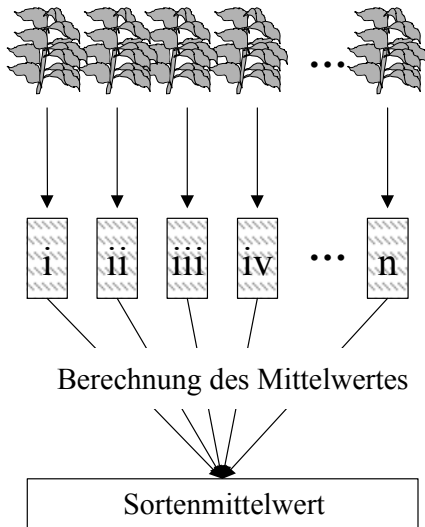 ...
i ii iii iv ... n
Berechnung des Mittelwertes
Sortenmittelwert